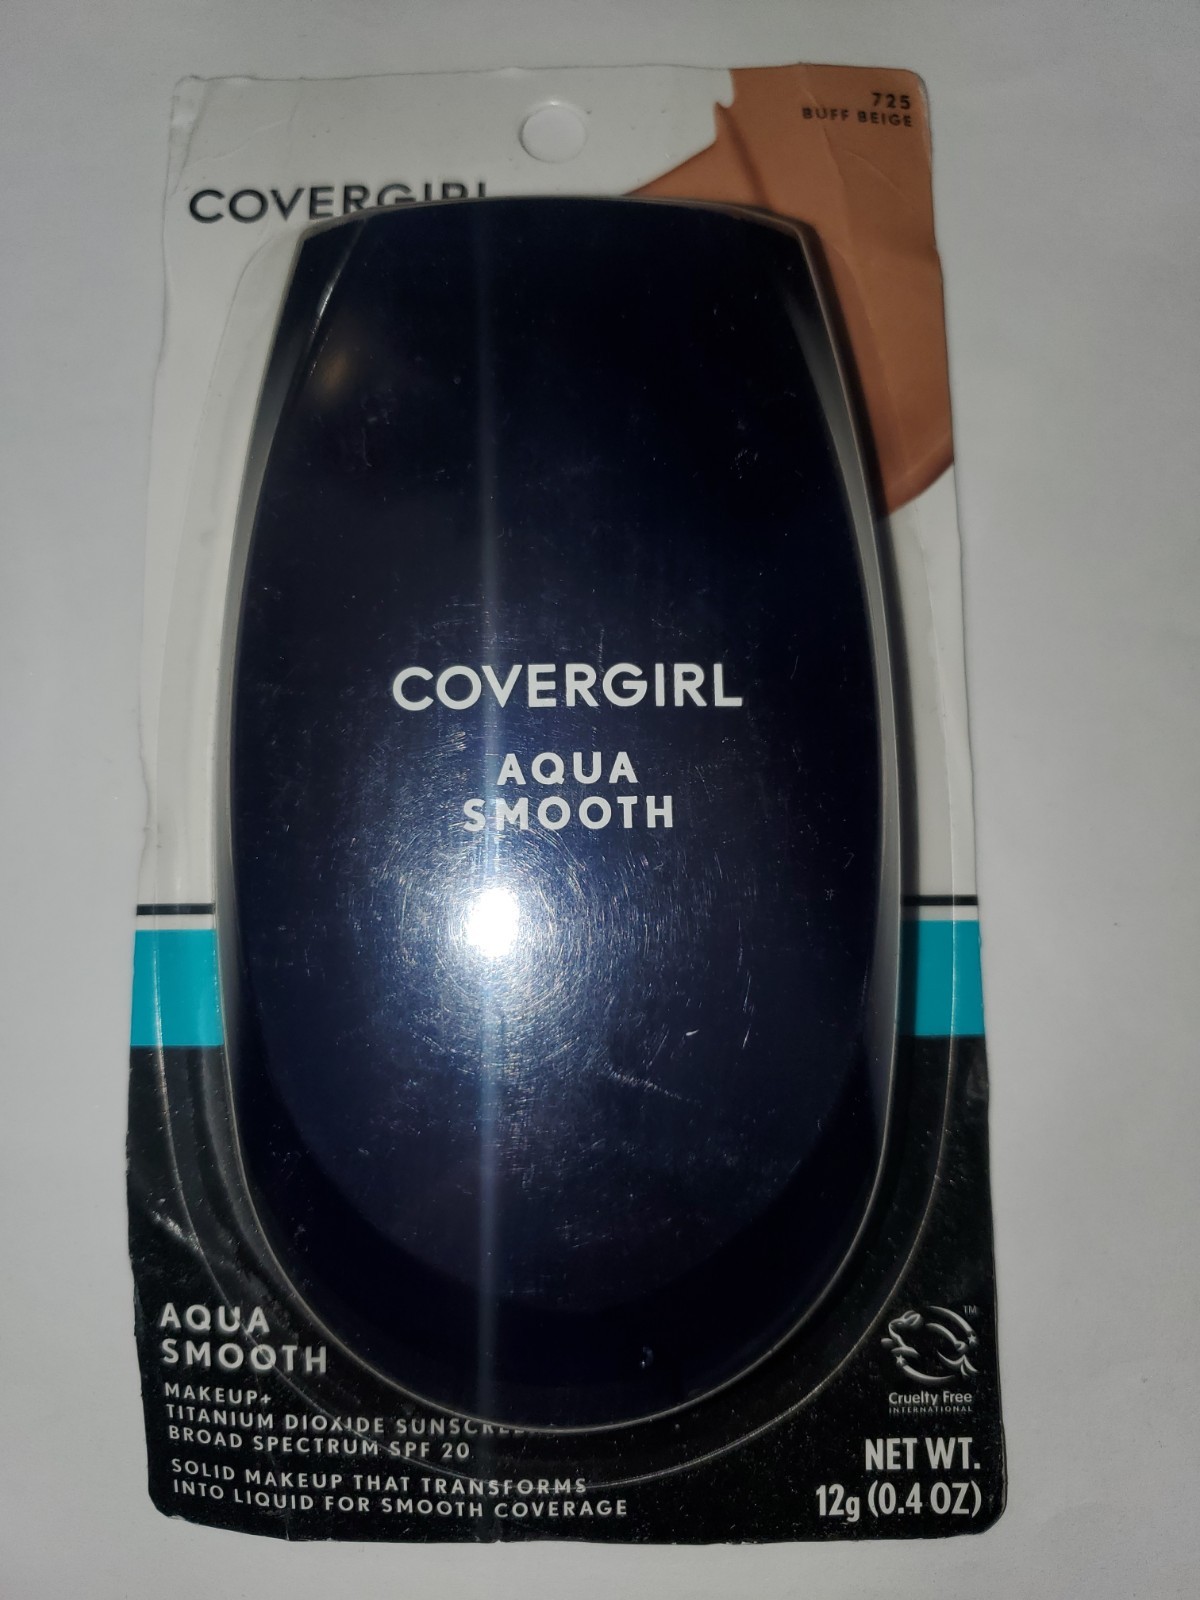 725
BUFF BEIGE
COVERGIRL
COVERGIRL
AQUA
SMOOTH
AQUA
SMOOTH
MAKEUP+
TITANIUM DIOXIDE
BROAD SPECTRUM SPF 20
SOLID MAKEUP THAT TRANSFORMS
INTO LIQUID FOR SMOOTH COVERAGE
TM
Cruelty Free
INTERNATIONAL
NET WT.
12g (0.4 OZ)